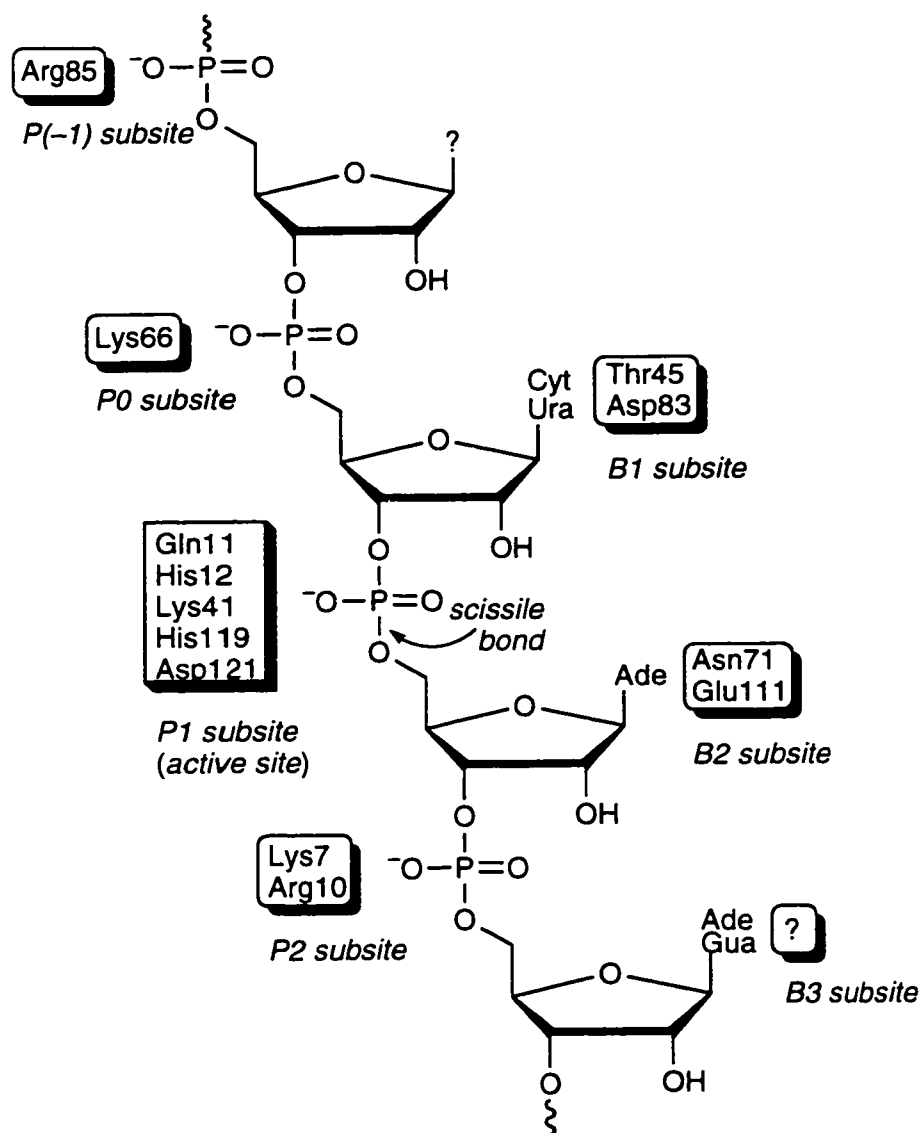 Arg85
⁻O–P=O
O
P(–1) subsite
?
O
OH
O
Lys66
⁻O–P=O
O
P0 subsite
Cyt
Ura
Thr45
Asp83
B1 subsite
O
OH
O
Gln11
His12
Lys41
His119
Asp121
⁻O–P=O
scissile
bond
O
P1 subsite
(active site)
Ade
Asn71
Glu111
B2 subsite
O
OH
O
Lys7
Arg10
⁻O–P=O
O
P2 subsite
Ade
Gua
?
B3 subsite
O
OH
O